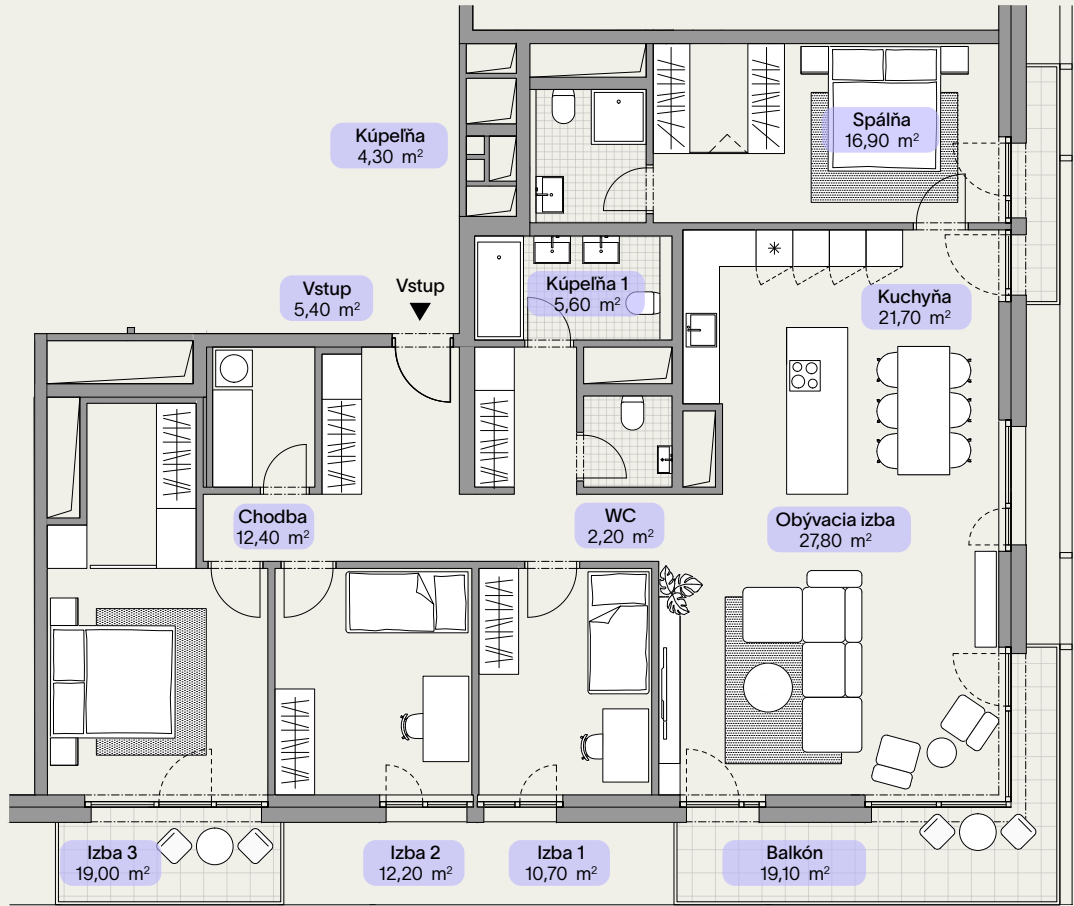 Spálňa
16,90 m²
Kúpeľňa
4,30 m²
Vstup
5,40 m²
Vstup
Kúpeľňa 1
5,60 m²
Kuchyňa
21,70 m²
Chodba
12,40 m²
WC
2,20 m²
Obývacia izba
27,80 m²
Izba 3
19,00 m²
Izba 2
12,20 m²
Izba 1
10,70 m²
Balkón
19,10 m²